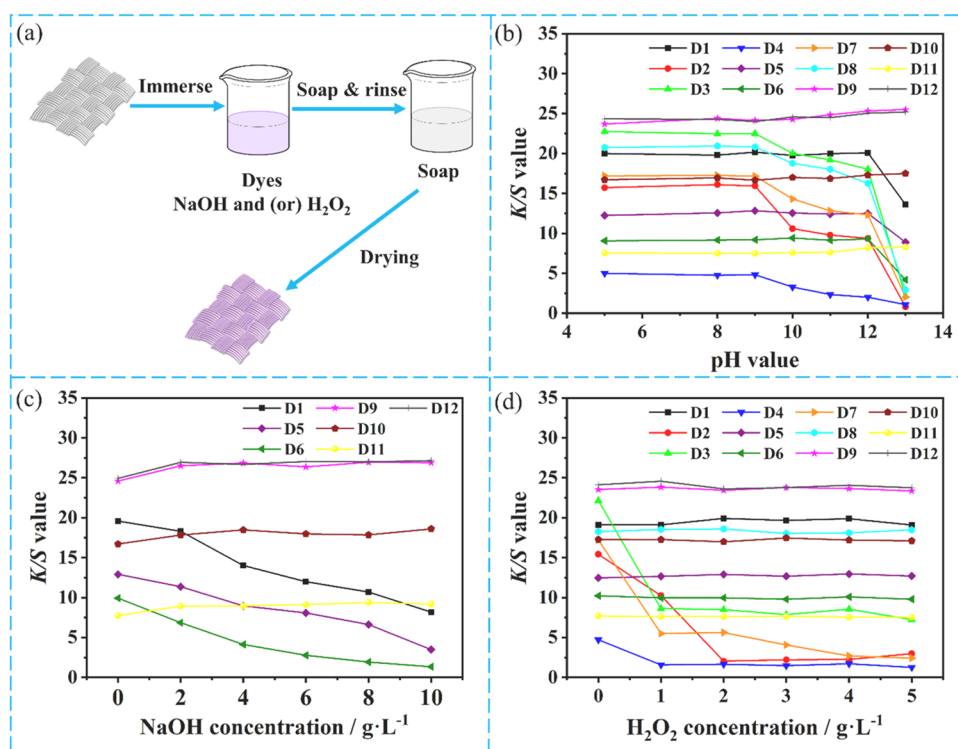 (a)
Immerse
Soap & rinse
Dyes
NaOH and (or) H₂O₂
Soap
Drying
(b)
D1 D4 D7 D10
D2 D5 D8 D11
D3 D6 D9 D12
K/S value
35
30
25
20
15
10
5
0
4 6 8 10 12 14
pH value
(c)
D1 D9 D12
D5 D10
D6 D11
K/S value
35
30
25
20
15
10
5
0
0 2 4 6 8 10
NaOH concentration / g·L⁻¹
(d)
D1 D4 D7 D10
D2 D5 D8 D11
D3 D6 D9 D12
K/S value
35
30
25
20
15
10
5
0
0 1 2 3 4 5
H₂O₂ concentration / g·L⁻¹